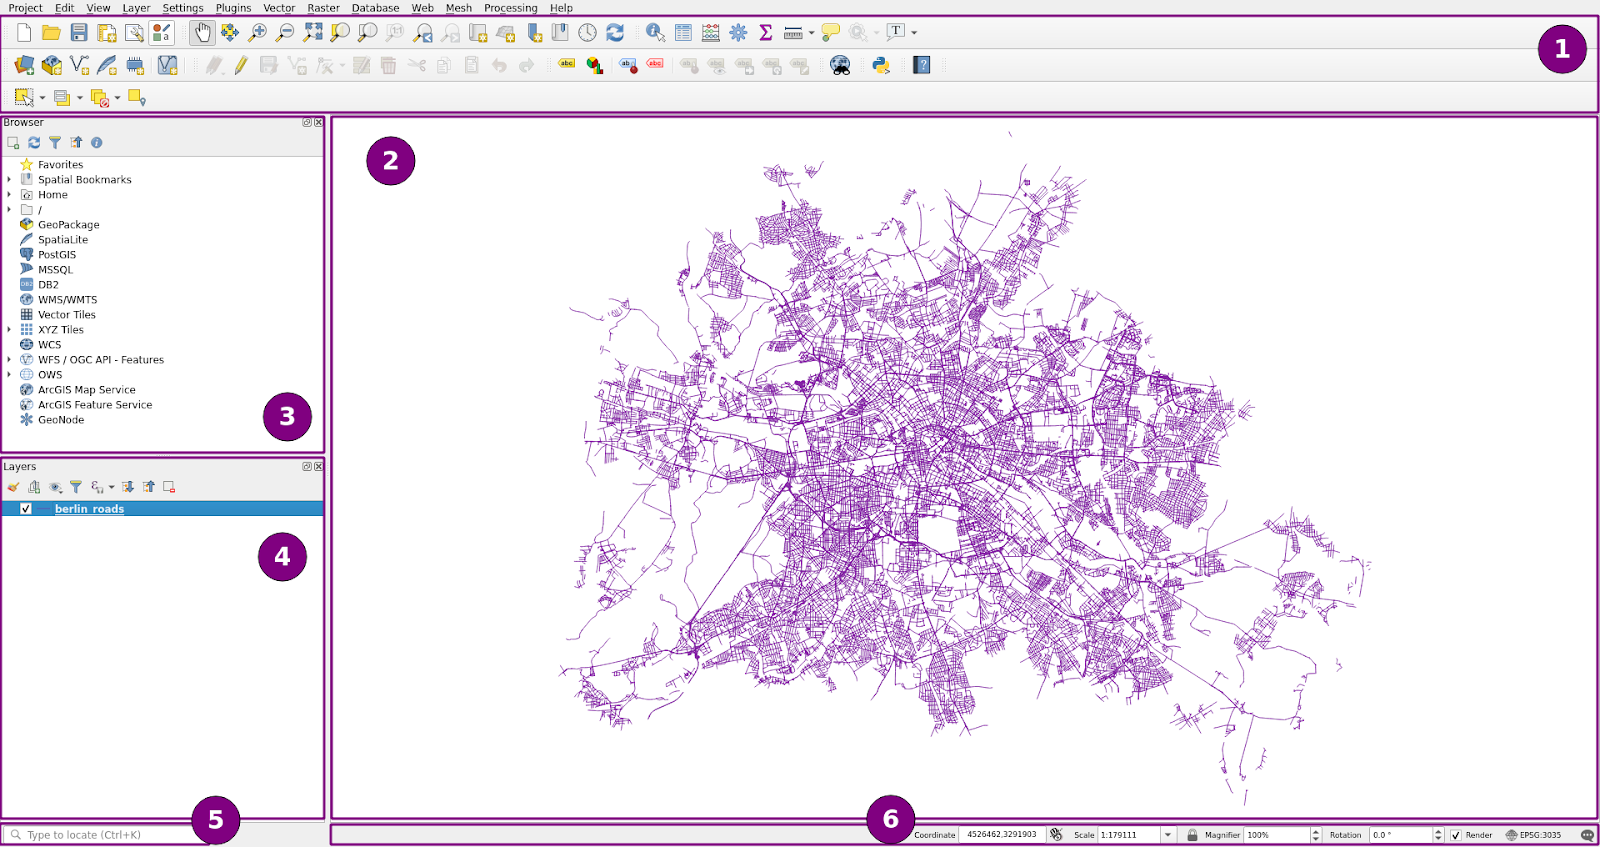 Project Edit View Layer Settings Plugins Vector Raster Database Web Mesh Processing Help
1
Browser
Favorites
Spatial Bookmarks
Home
/
GeoPackage
SpatiaLite
PostGIS
MSSQL
DB2
WMS/WMTS
Vector Tiles
XYZ Tiles
WCS
WFS / OGC API - Features
OWS
ArcGIS Map Service
ArcGIS Feature Service
GeoNode
3
2
Layers
berlin_roads
4
5
Type to locate (Ctrl+K)
6
Coordinate 4526462,3291903 Scale 1:179111 Magnifier 100% Rotation 0.0 ° Render EPSG:3035